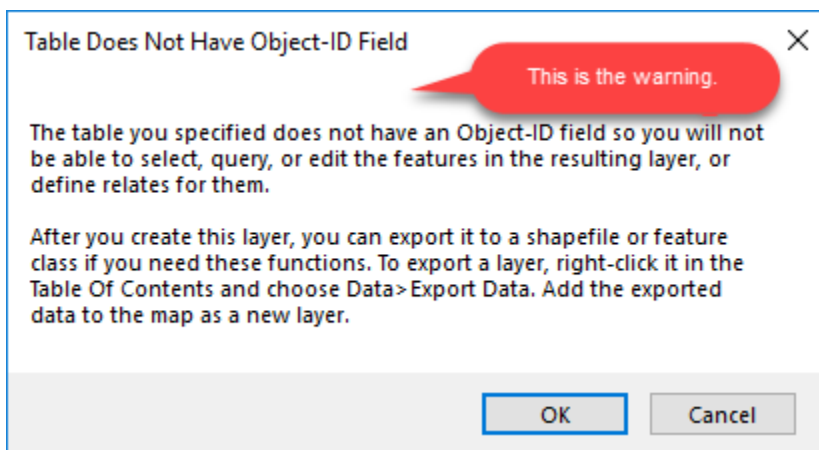 Table Does Not Have Object-ID Field
This is the warning.
The table you specified does not have an Object-ID field so you will not
be able to select, query, or edit the features in the resulting layer, or
define relates for them.
After you create this layer, you can export it to a shapefile or feature
class if you need these functions. To export a layer, right-click it in the
Table Of Contents and choose Data>Export Data. Add the exported
data to the map as a new layer.
OK
Cancel